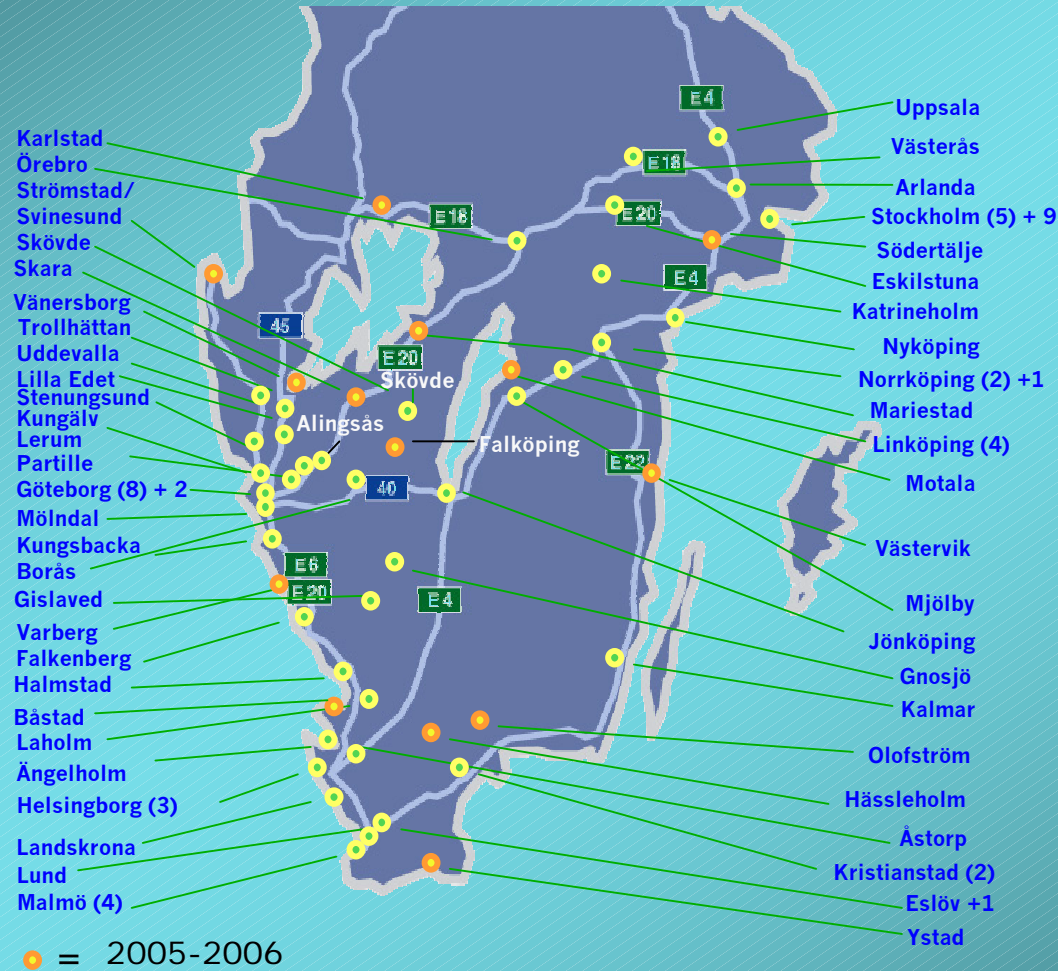 Karlstad
Örebro
Strömstad/
Svinesund
Skövde
Skara
Vänersborg
Trollhättan
Uddevalla
Lilla Edet
Stenungsund
Kungälv
Lerum
Partille
Göteborg (8) + 2
Mölndal
Kungsbacka
Borås
Gislaved
Varberg
Falkenberg
Halmstad
Båstad
Laholm
Ängelholm
Helsingborg (3)
Landskrona
Lund
Malmö (4)
E4
E18
E18
E20
E4
45
E20
Skövde
Alingsås
Falköping
E22
40
E6
E20
E4
Uppsala
Västerås
Arlanda
Stockholm (5) + 9
Södertälje
Eskilstuna
Katrineholm
Nyköping
Norrköping (2) +1
Mariestad
Linköping (4)
Motala
Västervik
Mjölby
Jönköping
Gnosjö
Kalmar
Olofström
Hässleholm
Åstorp
Kristianstad (2)
Eslöv +1
Ystad
= 2005-2006